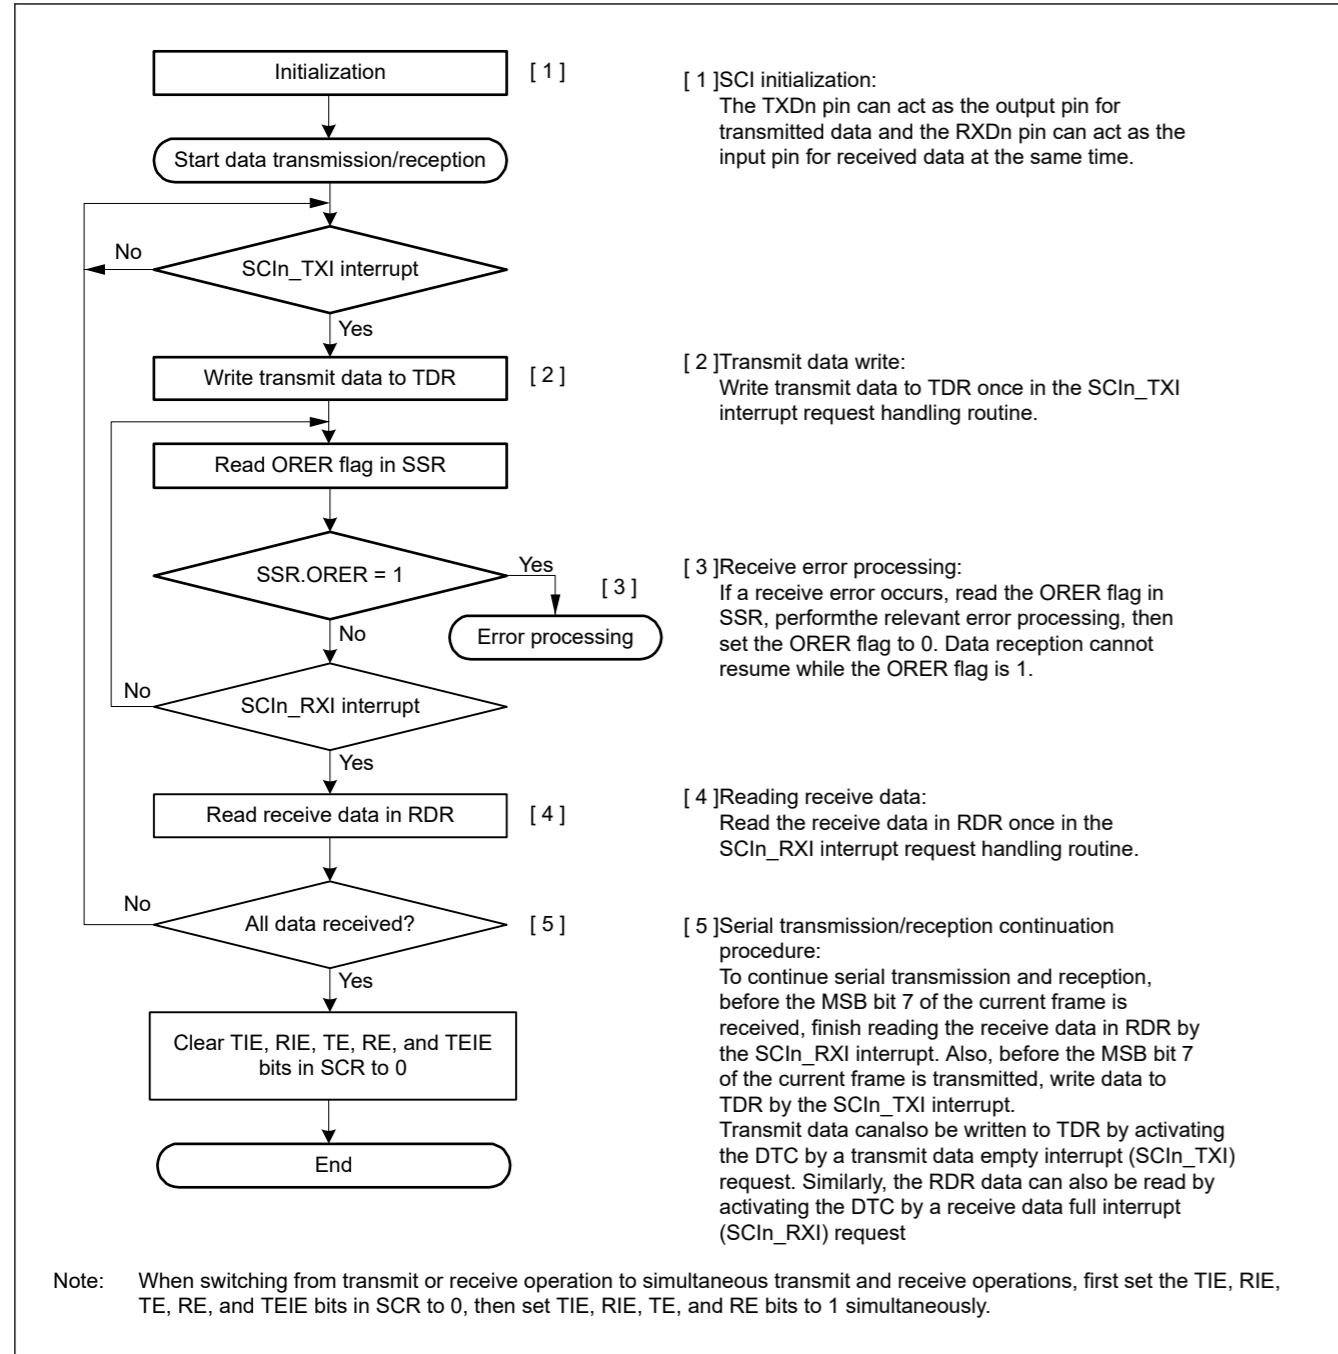 Initialization
[ 1 ]
Start data transmission/reception
No
SCIn_TXI interrupt
Yes
Write transmit data to TDR
[ 2 ]
Read ORER flag in SSR
SSR.ORER = 1
Yes
[ 3 ]
Error processing
No
No
SCIn_RXI interrupt
Yes
Read receive data in RDR
[ 4 ]
No
All data received?
[ 5 ]
Yes
Clear TIE, RIE, TE, RE, and TEIE
bits in SCR to 0
End
[ 1 ]SCI initialization:
The TXDn pin can act as the output pin for
transmitted data and the RXDn pin can act as the
input pin for received data at the same time.
[ 2 ]Transmit data write:
Write transmit data to TDR once in the SCIn_TXI
interrupt request handling routine.
[ 3 ]Receive error processing:
If a receive error occurs, read the ORER flag in
SSR, performthe relevant error processing, then
set the ORER flag to 0. Data reception cannot
resume while the ORER flag is 1.
[ 4 ]Reading receive data:
Read the receive data in RDR once in the
SCIn_RXI interrupt request handling routine.
[ 5 ]Serial transmission/reception continuation
procedure:
To continue serial transmission and reception,
before the MSB bit 7 of the current frame is
received, finish reading the receive data in RDR by
the SCIn_RXI interrupt. Also, before the MSB bit 7
of the current frame is transmitted, write data to
TDR by the SCIn_TXI interrupt.
Transmit data canalso be written to TDR by activating
the DTC by a transmit data empty interrupt (SCIn_TXI)
request. Similarly, the RDR data can also be read by
activating the DTC by a receive data full interrupt
(SCIn_RXI) request
Note: When switching from transmit or receive operation to simultaneous transmit and receive operations, first set the TIE, RIE,
TE, RE, and TEIE bits in SCR to 0, then set TIE, RIE, TE, and RE bits to 1 simultaneously.